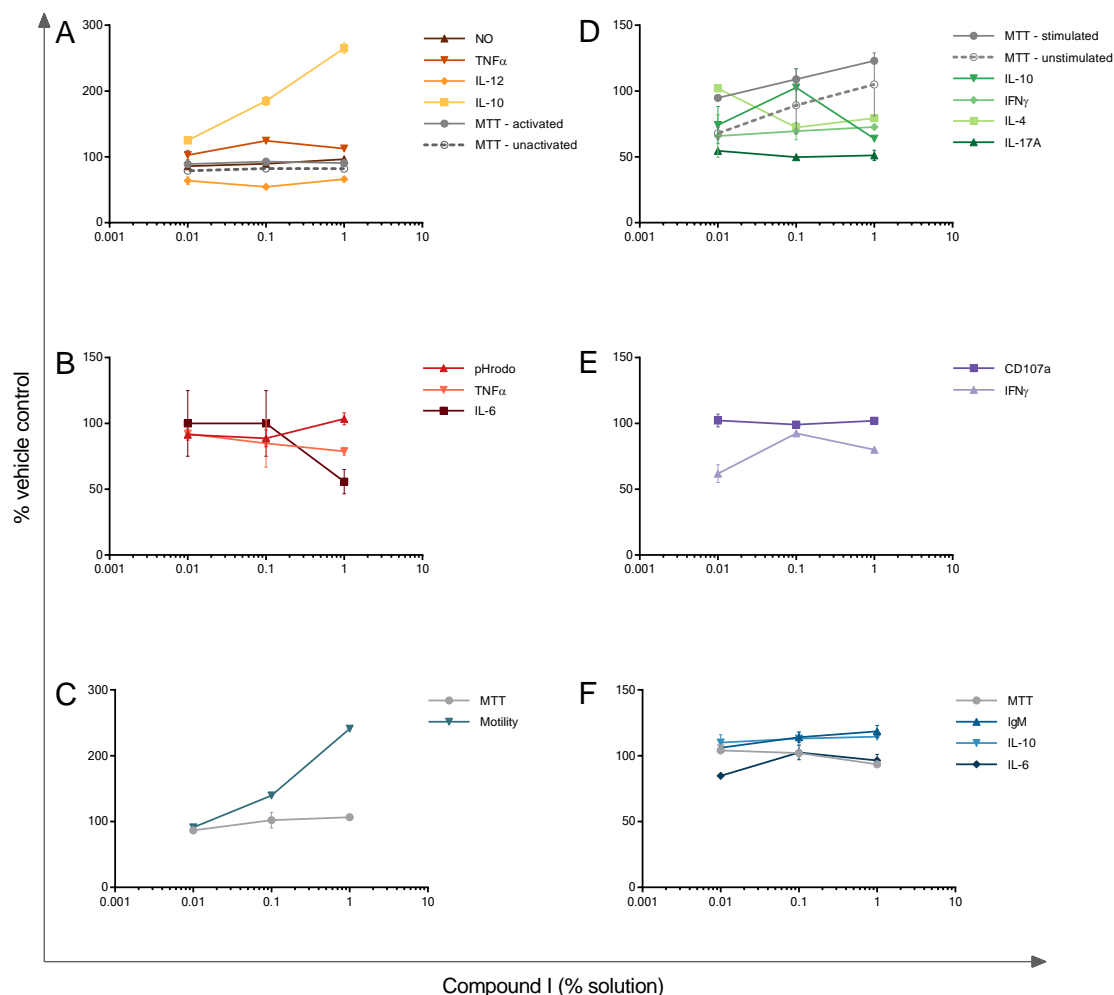 A
300
200
100
0
0.001
0.01
0.1
1
10
NO
TNFα
IL-12
IL-10
MTT - activated
MTT - unactivated
D
150
100
50
0
0.001
0.01
0.1
1
10
MTT - stimulated
MTT - unstimulated
IL-10
IFNγ
IL-4
IL-17A
% vehicle control
B
150
100
50
0
0.001
0.01
0.1
1
10
pHrodo
TNFα
IL-6
E
150
100
50
0
0.001
0.01
0.1
1
10
CD107a
IFNγ
C
300
200
100
0
0.001
0.01
0.1
1
10
MTT
Motility
F
150
100
50
0
0.001
0.01
0.1
1
10
MTT
IgM
IL-10
IL-6
Compound I (% solution)